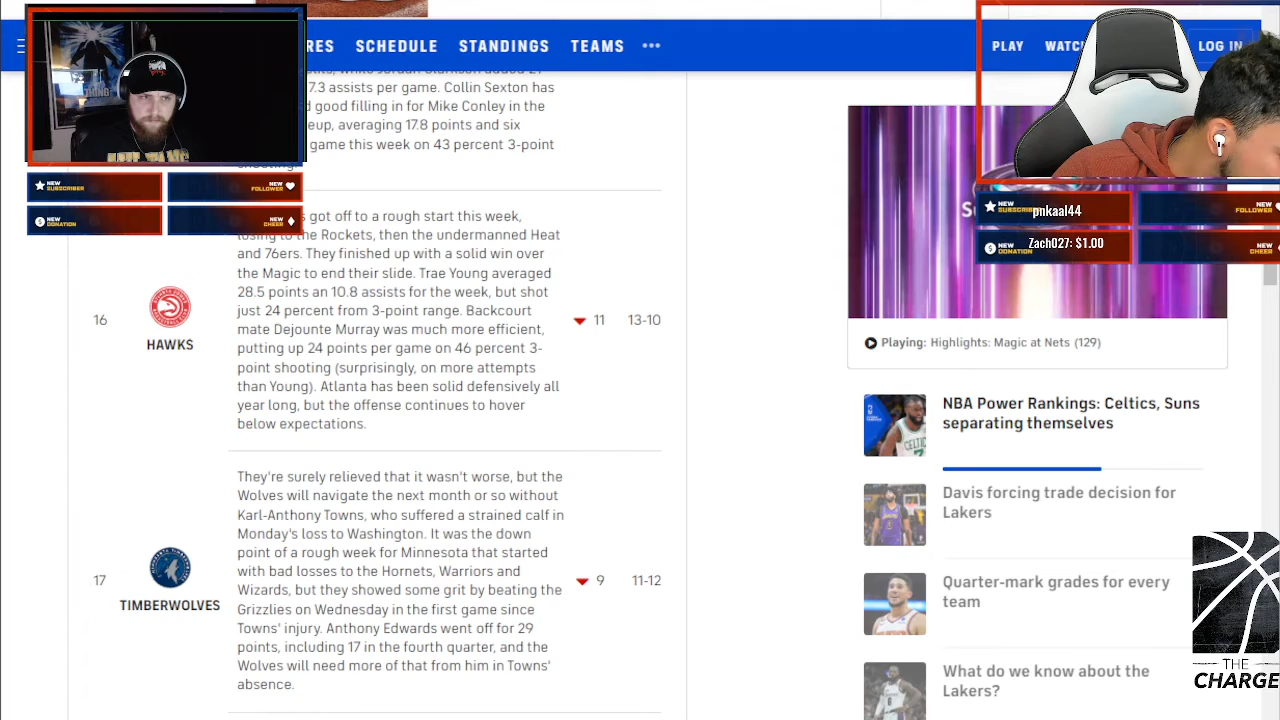 RES SCHEDULE STANDINGS TEAMS •••
PLAY WATCH LOG IN
7.3 assists per game. Collin Sexton has
d good filling in for Mike Conley in the
eup, averaging 17.8 points and six
game this week on 43 percent 3-point
NEW SUBSCRIBER
NEW FOLLOWER
NEW DONATION
NEW CHEER
got off to a rough start this week,
losing to the Rockets, then the undermanned Heat
and 76ers. They finished up with a solid win over
the Magic to end their slide. Trae Young averaged
28.5 points an 10.8 assists for the week, but shot
just 24 percent from 3-point range. Backcourt
mate Dejounte Murray was much more efficient,
putting up 24 points per game on 46 percent 3-
point shooting (surprisingly, on more attempts
than Young). Atlanta has been solid defensively all
year long, but the offense continues to hover
below expectations.
16
HAWKS
11 13-10
They're surely relieved that it wasn't worse, but the
Wolves will navigate the next month or so without
Karl-Anthony Towns, who suffered a strained calf in
Monday's loss to Washington. It was the down
point of a rough week for Minnesota that started
with bad losses to the Hornets, Warriors and
Wizards, but they showed some grit by beating the
Grizzlies on Wednesday in the first game since
Towns' injury. Anthony Edwards went off for 29
points, including 17 in the fourth quarter, and the
Wolves will need more of that from him in Towns'
absence.
17
TIMBERWOLVES
9 11-12
NEW SUBSCRIBER pnkaal44
NEW FOLLOWER
NEW DONATION Zach027: $1.00
NEW CHEER
Playing: Highlights: Magic at Nets (129)
NBA Power Rankings: Celtics, Suns
separating themselves
Davis forcing trade decision for
Lakers
Quarter-mark grades for every
team
What do we know about the
Lakers?
THE
CHARGE